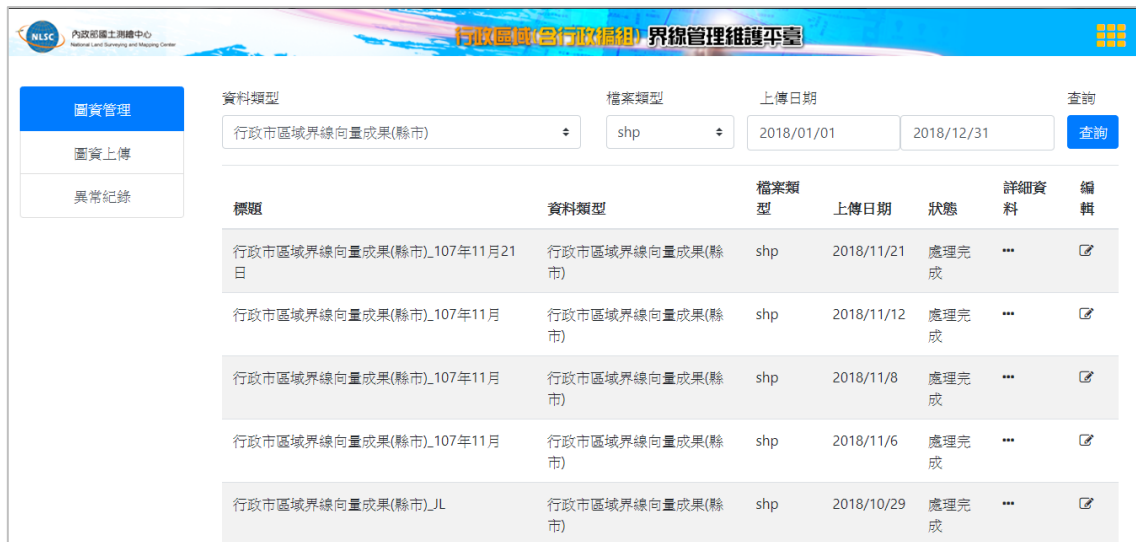 NLSC
內政部國土測繪中心
National Land Surveying and Mapping Center
行政區域(含行政編組) 界線管理維護平臺
圖資管理
圖資上傳
異常紀錄
資料類型 檔案類型 上傳日期 查詢
行政市區域界線向量成果(縣市) shp 2018/01/01 2018/12/31 查詢
標題 資料類型 檔案類 上傳日期 狀態 詳細資 編
型 料 輯
行政市區域界線向量成果(縣市)_107年11月21 行政市區域界線向量成果(縣 shp 2018/11/21 處理完
日 市) 成
行政市區域界線向量成果(縣市)_107年11月 行政市區域界線向量成果(縣 shp 2018/11/12 處理完
市) 成
行政市區域界線向量成果(縣市)_107年11月 行政市區域界線向量成果(縣 shp 2018/11/8 處理完
市) 成
行政市區域界線向量成果(縣市)_107年11月 行政市區域界線向量成果(縣 shp 2018/11/6 處理完
市) 成
行政市區域界線向量成果(縣市)_JL 行政市區域界線向量成果(縣 shp 2018/10/29 處理完
市) 成